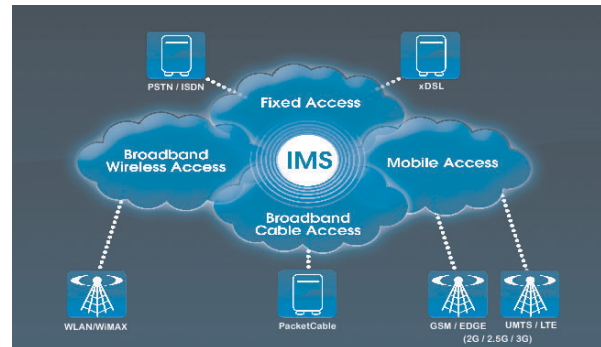 PSTN / ISDN
xDSL
Fixed Access
Broadband
Wireless Access
IMS
Mobile Access
Broadband
Cable Access
WLAN/WiMAX
PacketCable
GSM / EDGE
UMTS / LTE
(2G / 2.5G / 3G)